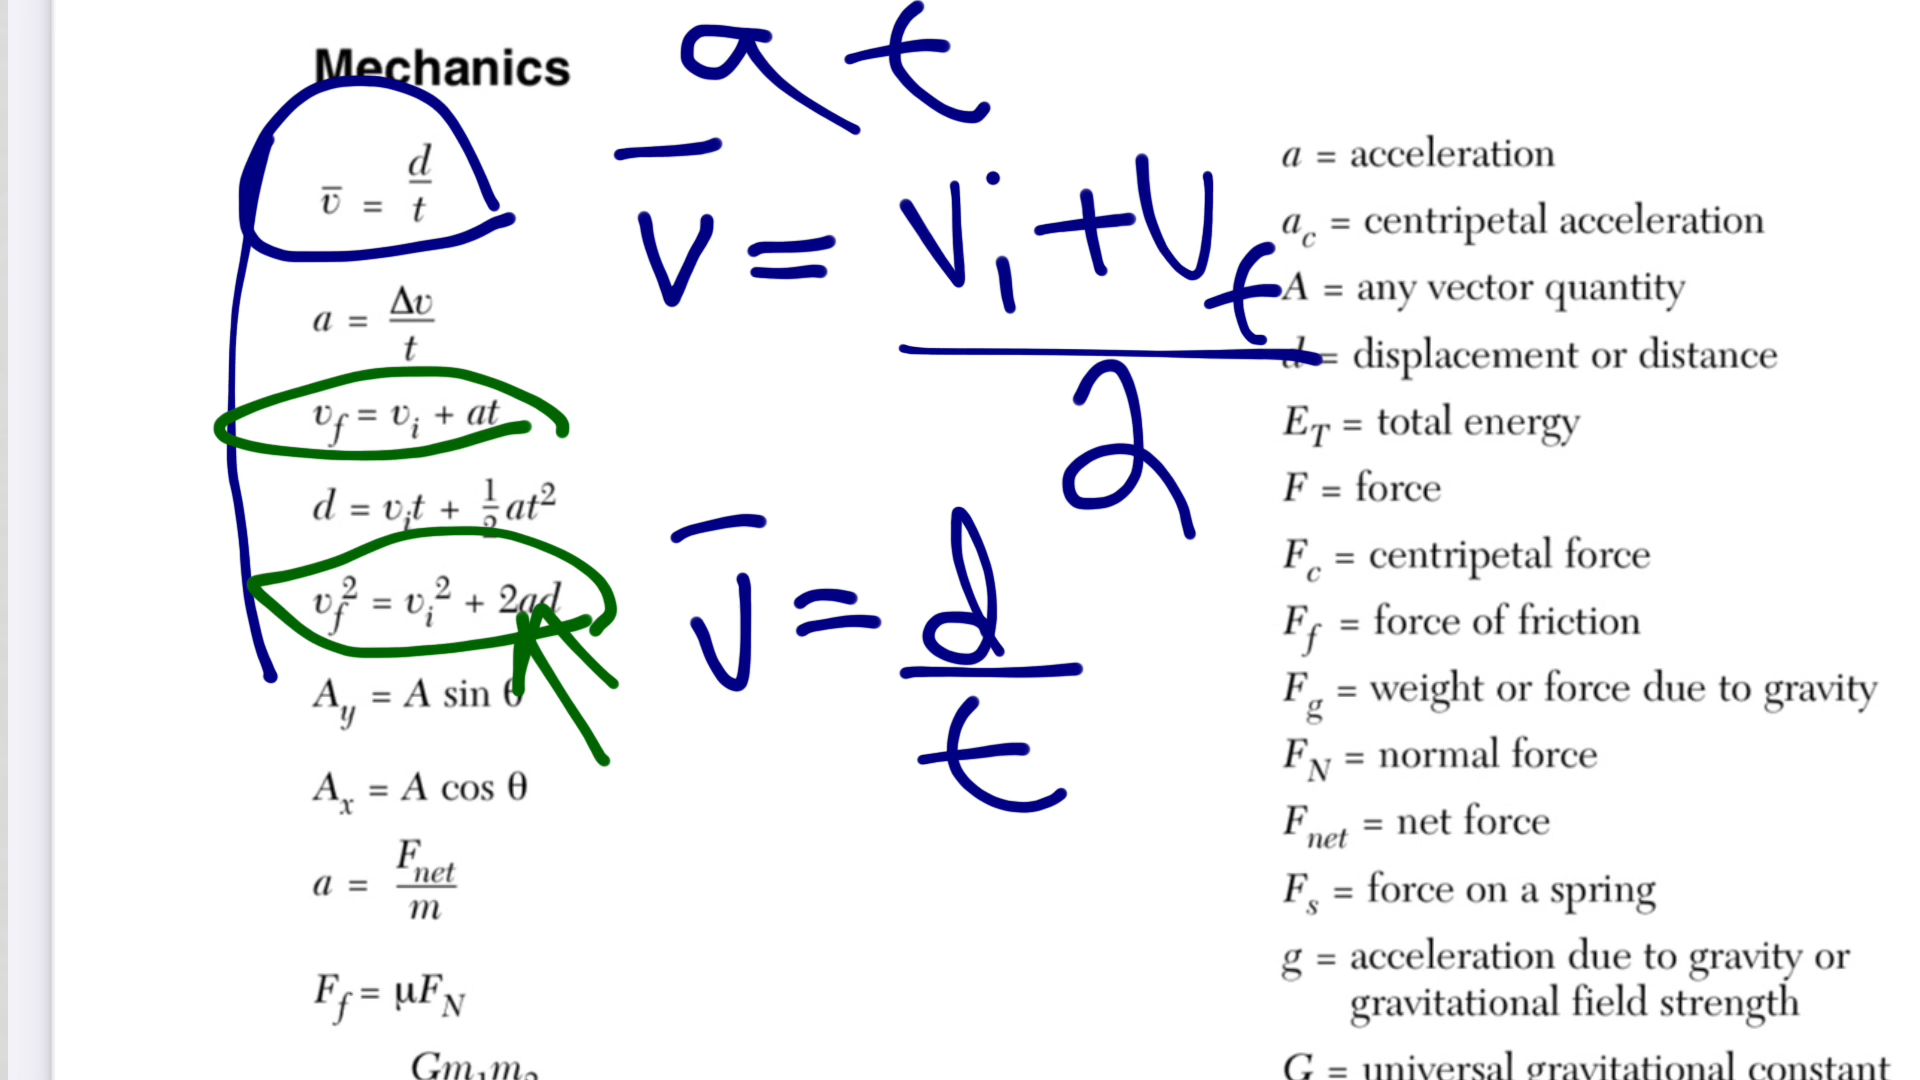 Mechanics
a t
v̅ = d/t
v̅ = vi + vf / 2
a = Δv/t
vf = vi + at
d = vit + 1/2 at²
vf² = vi² + 2ad
v̅ = d/t
Ay = A sin θ
Ax = A cos θ
a = Fnet/m
Ff = μFN
Gm₁m₂
a = acceleration
ac = centripetal acceleration
A = any vector quantity
d = displacement or distance
ET = total energy
F = force
Fc = centripetal force
Ff = force of friction
Fg = weight or force due to gravity
FN = normal force
Fnet = net force
Fs = force on a spring
g = acceleration due to gravity or
gravitational field strength
G = universal gravitational constant